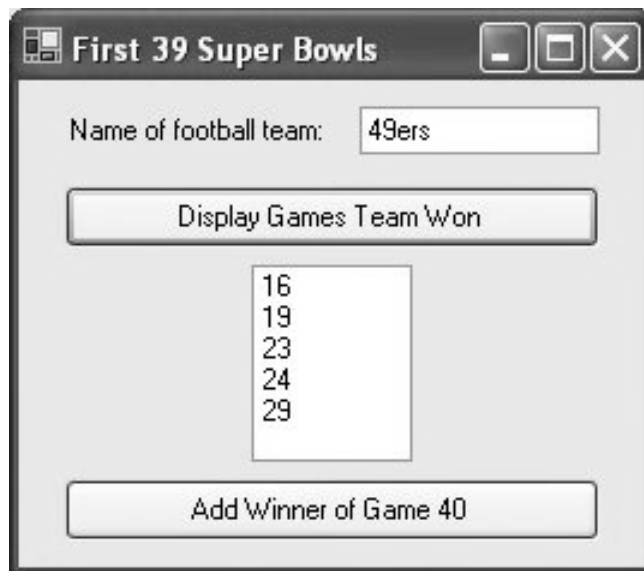 First 39 Super Bowls
Name of football team: 49ers
Display Games Team Won
16
19
23
24
29
Add Winner of Game 40